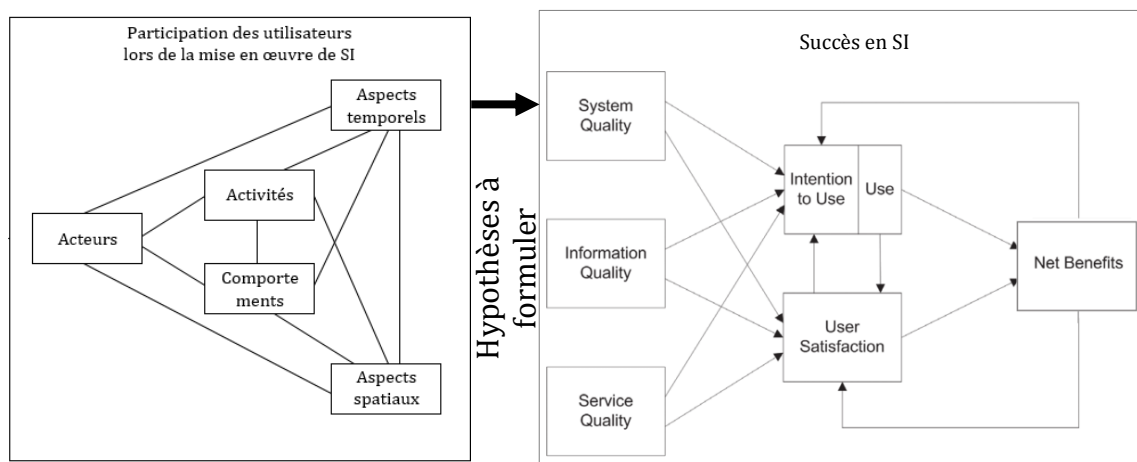 Participation des utilisateurs
lors de la mise en œuvre de SI
Aspects
temporels
Activités
Acteurs
Comporte
ments
Aspects
spatiaux
Hypothèses à
formuler
Succès en SI
System
Quality
Information
Quality
Service
Quality
Intention
to Use
Use
User
Satisfaction
Net Benefits